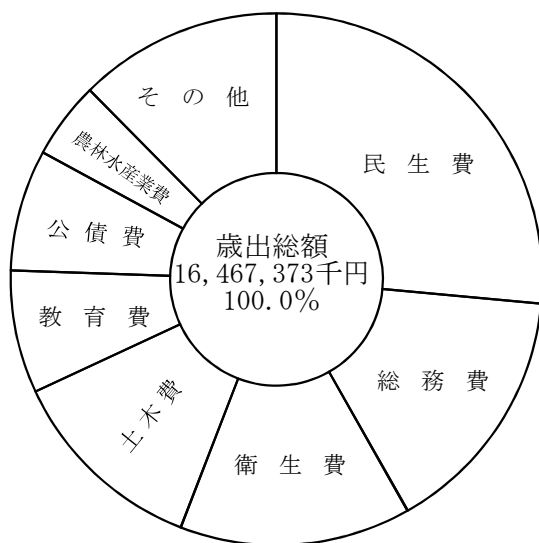 歳出総額
16,467,373千円
100.0%
民生費
総務費
衛生費
土木費
教育費
公債費
農林水産業費
その他